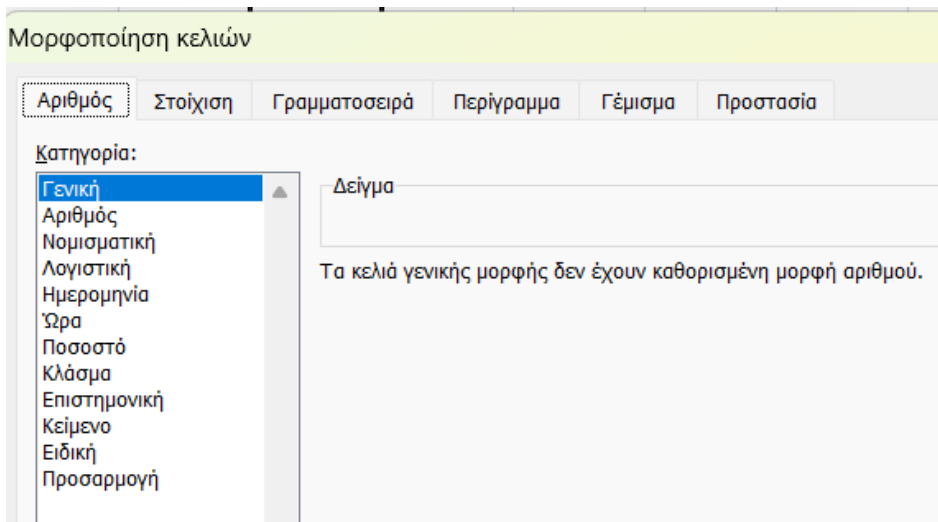 Μορφοποίηση κελιών
Αριθμός Στοίχιση Γραμματοσειρά Περίγραμμα Γέμισμα Προστασία
Κατηγορία:
Γενική
Αριθμός
Νομισματική
Λογιστική
Ημερομηνία
Ώρα
Ποσοστό
Κλάσμα
Επιστημονική
Κείμενο
Ειδική
Προσαρμογή
Δείγμα
Τα κελιά γενικής μορφής δεν έχουν καθορισμένη μορφή αριθμού.